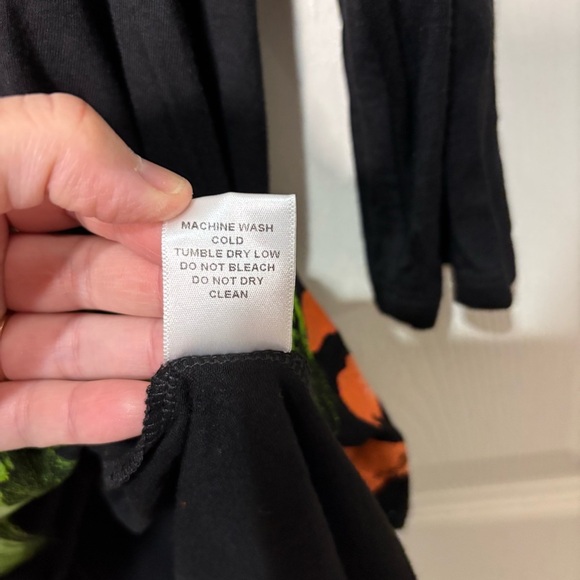 MACHINE WASH
COLD
TUMBLE DRY LOW
DO NOT BLEACH
DO NOT DRY
CLEAN